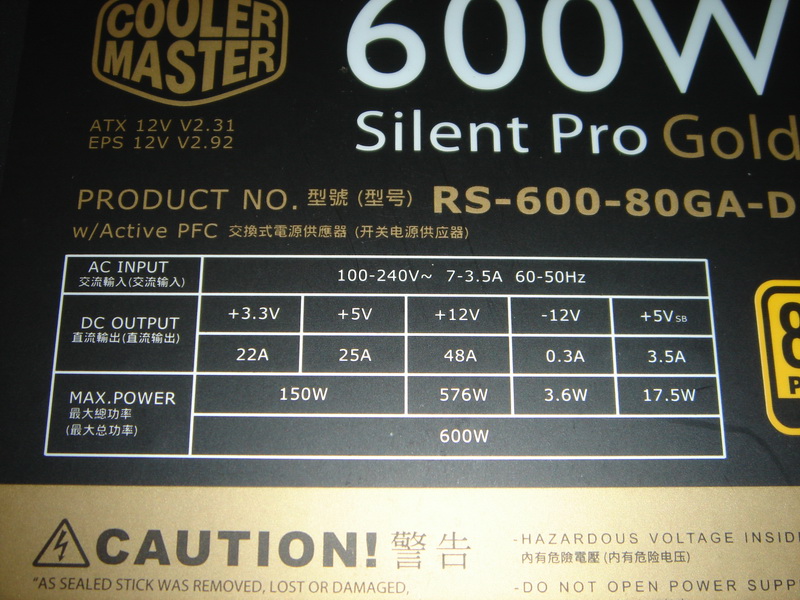 COOLER
MASTER
600W
Silent Pro Gold
ATX 12V V2.31
EPS 12V V2.92
PRODUCT NO. 型號 (型号) RS-600-80GA-D
w/Active PFC 交換式電源供應器 (开关电源供应器)
AC INPUT 100-240V~ 7-3.5A 60-50Hz
交流輸入(交流输入)
DC OUTPUT +3.3V +5V +12V -12V +5VSB
直流輸出(直流输出) 22A 25A 48A 0.3A 3.5A
MAX.POWER 150W 576W 3.6W 17.5W
最大總功率
(最大总功率) 600W
8
P
CAUTION! 警告
"AS SEALED STICK WAS REMOVED, LOST OR DAMAGED,
-HAZARDOUS VOLTAGE INSID
內有危險電壓 (内有危险电压)
-DO NOT OPEN POWER SUPP